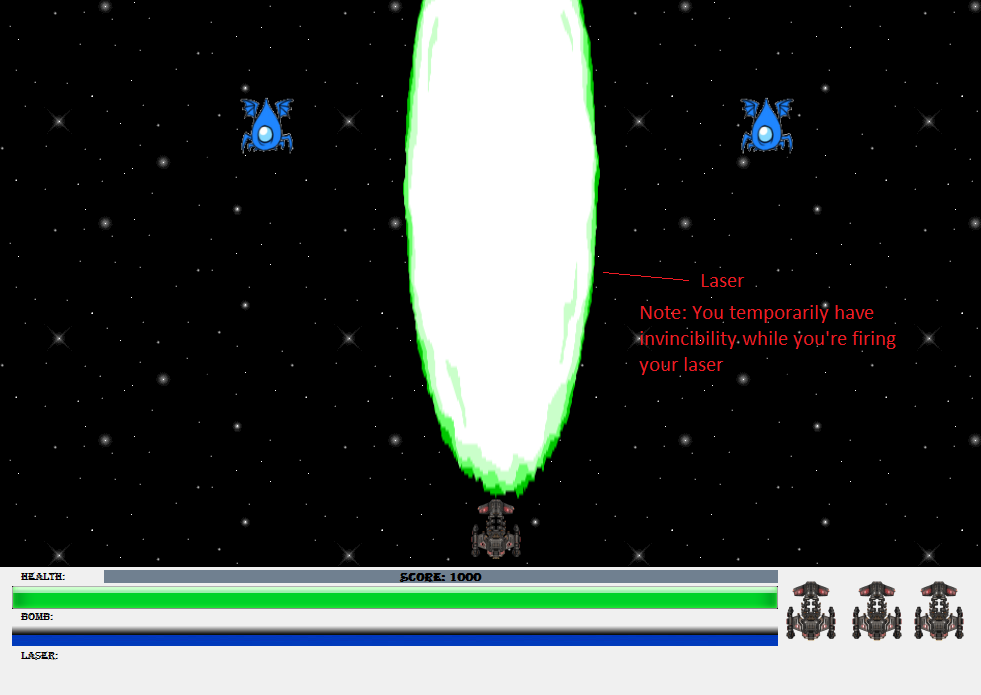 Laser
Note: You temporarily have
invincibility while you're firing
your laser
HEALTH:
SCORE: 1000
BOMB:
LASER: